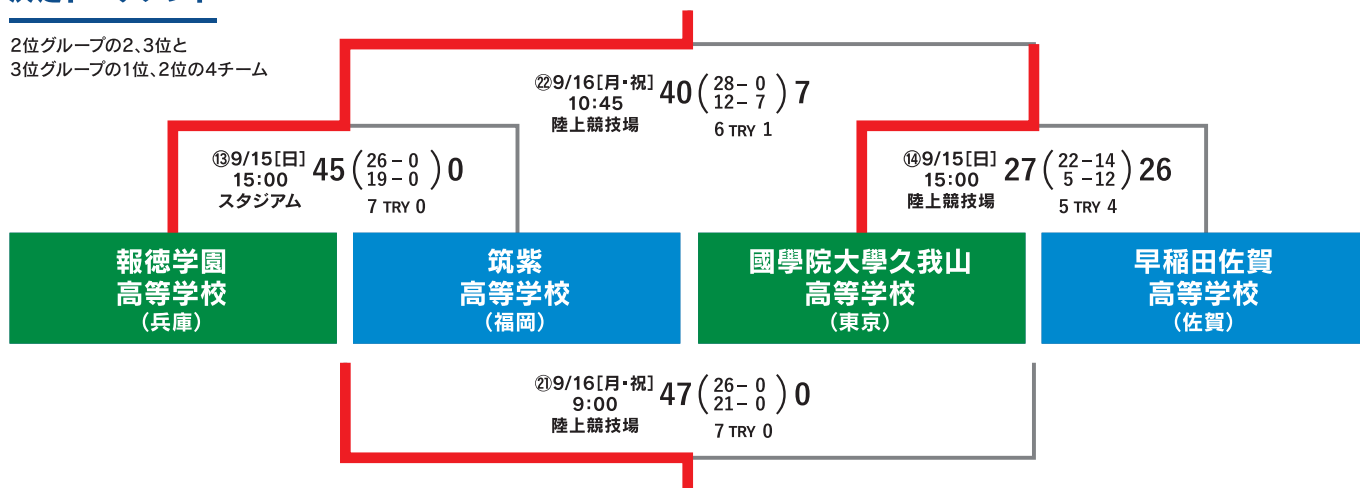 2位グループの2、3位と
3位グループの1位、2位の4チーム
㉒9/16[月・祝]
10:45
陸上競技場
40 (28- 0
12- 7) 7
6 TRY 1
⑬9/15[日]
15:00
スタジアム
45 (26-0
19-0) 0
7 TRY 0
⑭9/15[日]
15:00
陸上競技場
27 (22-14
5 -12) 26
5 TRY 4
報徳学園
高等学校
(兵庫)
筑紫
高等学校
(福岡)
國學院大學久我山
高等学校
(東京)
早稲田佐賀
高等学校
(佐賀)
㉑9/16[月・祝]
9:00
陸上競技場
47 (26- 0
21- 0) 0
7 TRY 0